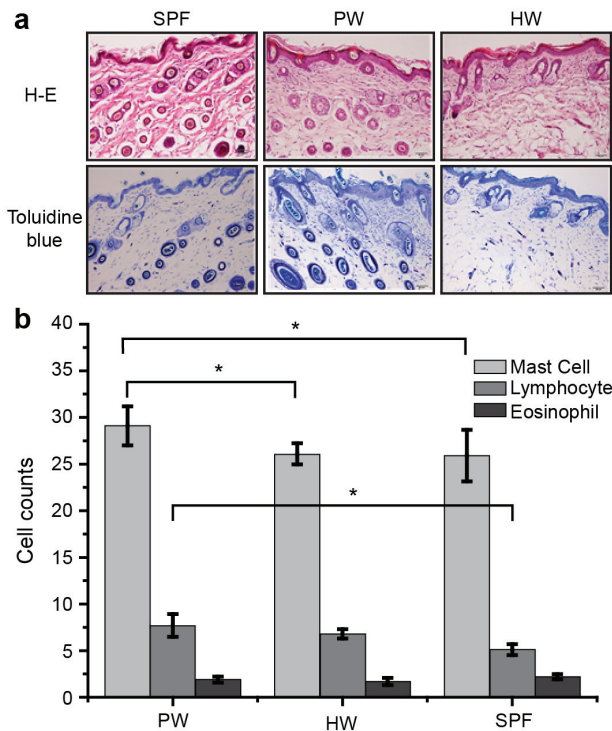 a
SPF PW HW
H-E
Toluidine
blue
b
40
35
30
25
20
15
10
5
0
Cell counts
*
*
*
Mast Cell
Lymphocyte
Eosinophil
PW HW SPF